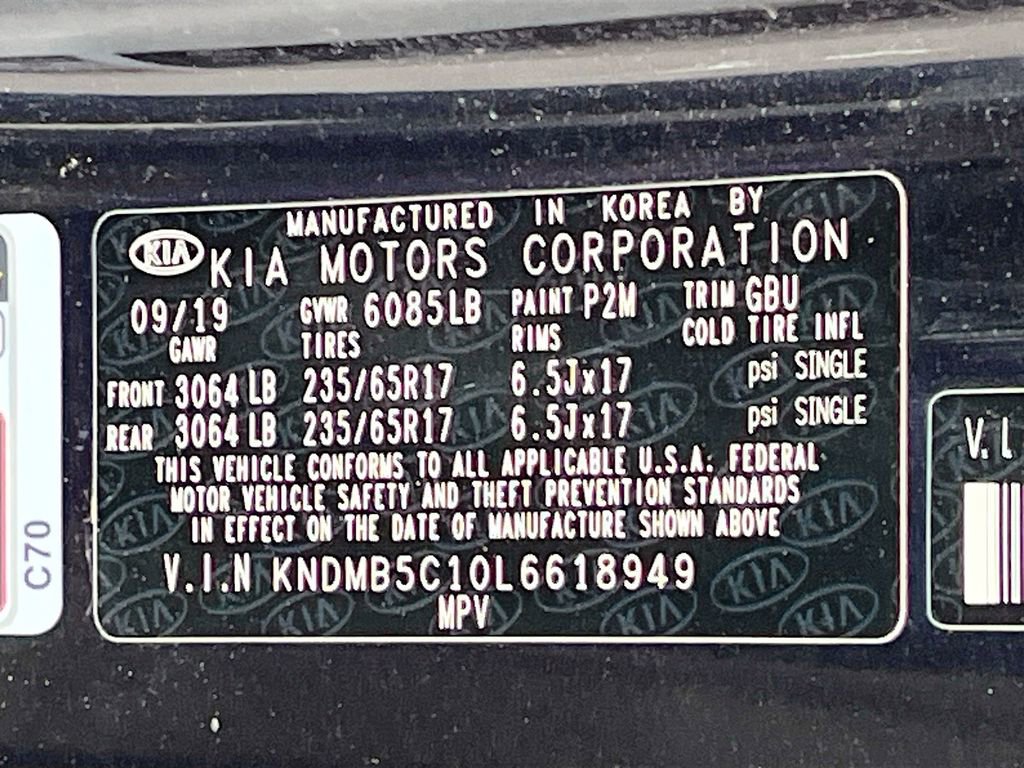 MANUFACTURED IN KOREA BY
KIA KIA MOTORS CORPORATION
09/19 GVWR 6085LB PAINT P2M TRIM GBU
GAWR TIRES RIMS COLD TIRE INFL
FRONT 3064 LB 235/65R17 6.5Jx17 psi SINGLE
REAR 3064 LB 235/65R17 6.5Jx17 psi SINGLE
THIS VEHICLE CONFORMS TO ALL APPLICABLE U.S.A. FEDERAL
MOTOR VEHICLE SAFETY AND THEFT PREVENTION STANDARDS
IN EFFECT ON THE DATE OF MANUFACTURE SHOWN ABOVE
V.I.N KNDMB5C10L6618949
MPV
C70
V.I